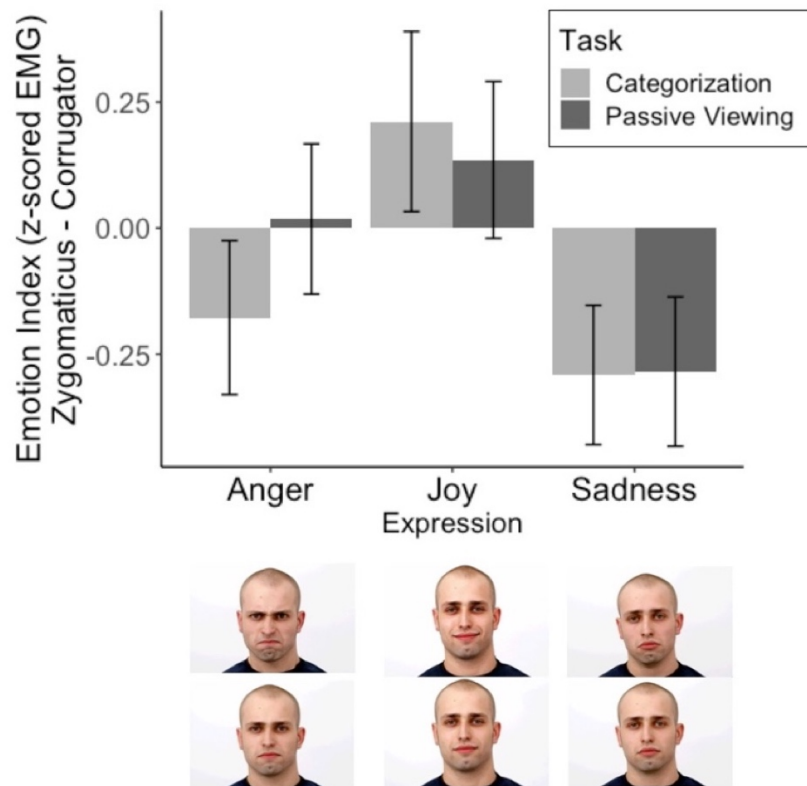 Emotion Index (z-scored EMG)
Zygomaticus - Corrugator
0.25
0.00
-0.25
Task
Categorization
Passive Viewing
Anger
Joy
Sadness
Expression